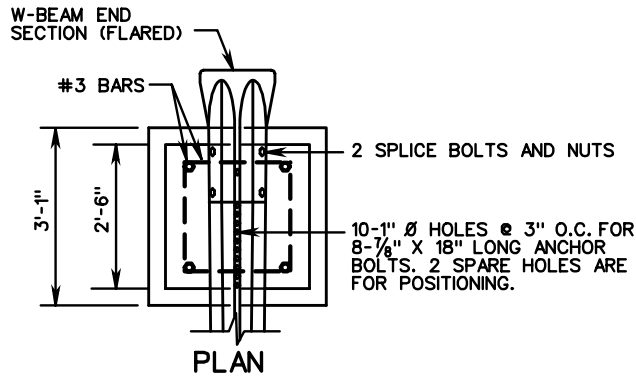 W-BEAM END
SECTION (FLARED)
#3 BARS
2 SPLICE BOLTS AND NUTS
3'-1"
2'-6"
10-1" Ø HOLES @ 3" O.C. FOR
8-⅞" X 18" LONG ANCHOR
BOLTS. 2 SPARE HOLES ARE
FOR POSITIONING.
PLAN